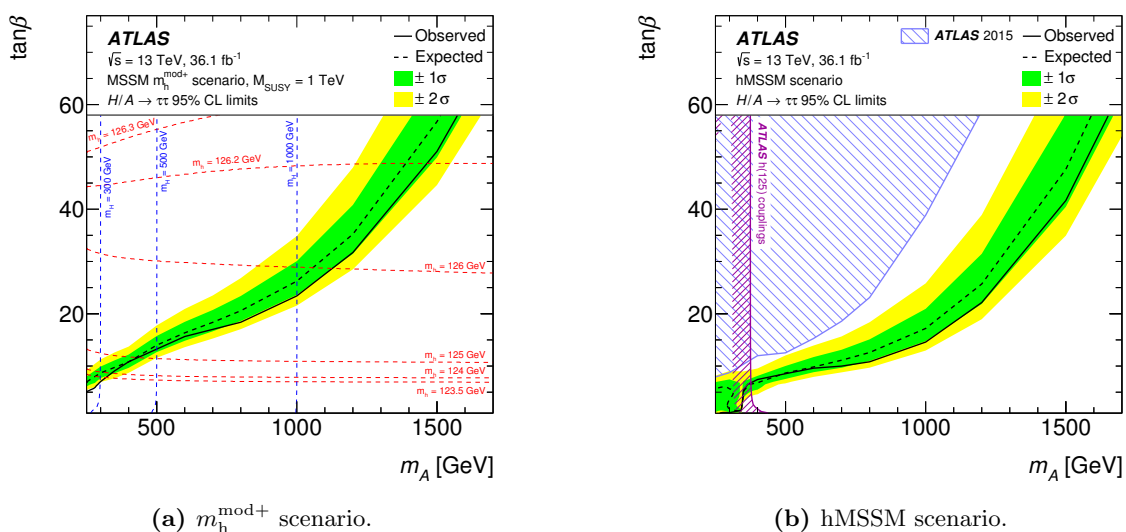 tanβ
ATLAS
√s = 13 TeV, 36.1 fb⁻¹
MSSM m_h^mod+ scenario, M_SUSY = 1 TeV
H/A → ττ 95% CL limits
Observed
Expected
± 1σ
± 2σ
60
40
20
m_h = 126.3 GeV
m_h = 126.2 GeV
m_h = 126 GeV
m_h = 125 GeV
m_h = 124 GeV
m_h = 123.5 GeV
m_H = 300 GeV
m_H = 500 GeV
m_H = 1000 GeV
500
1000
1500
m_A [GeV]
(a) m_h^mod+ scenario.
tanβ
ATLAS
√s = 13 TeV, 36.1 fb⁻¹
hMSSM scenario
H/A → ττ 95% CL limits
ATLAS 2015
Observed
Expected
± 1σ
± 2σ
60
40
20
ATLAS h(125) couplings
500
1000
1500
m_A [GeV]
(b) hMSSM scenario.